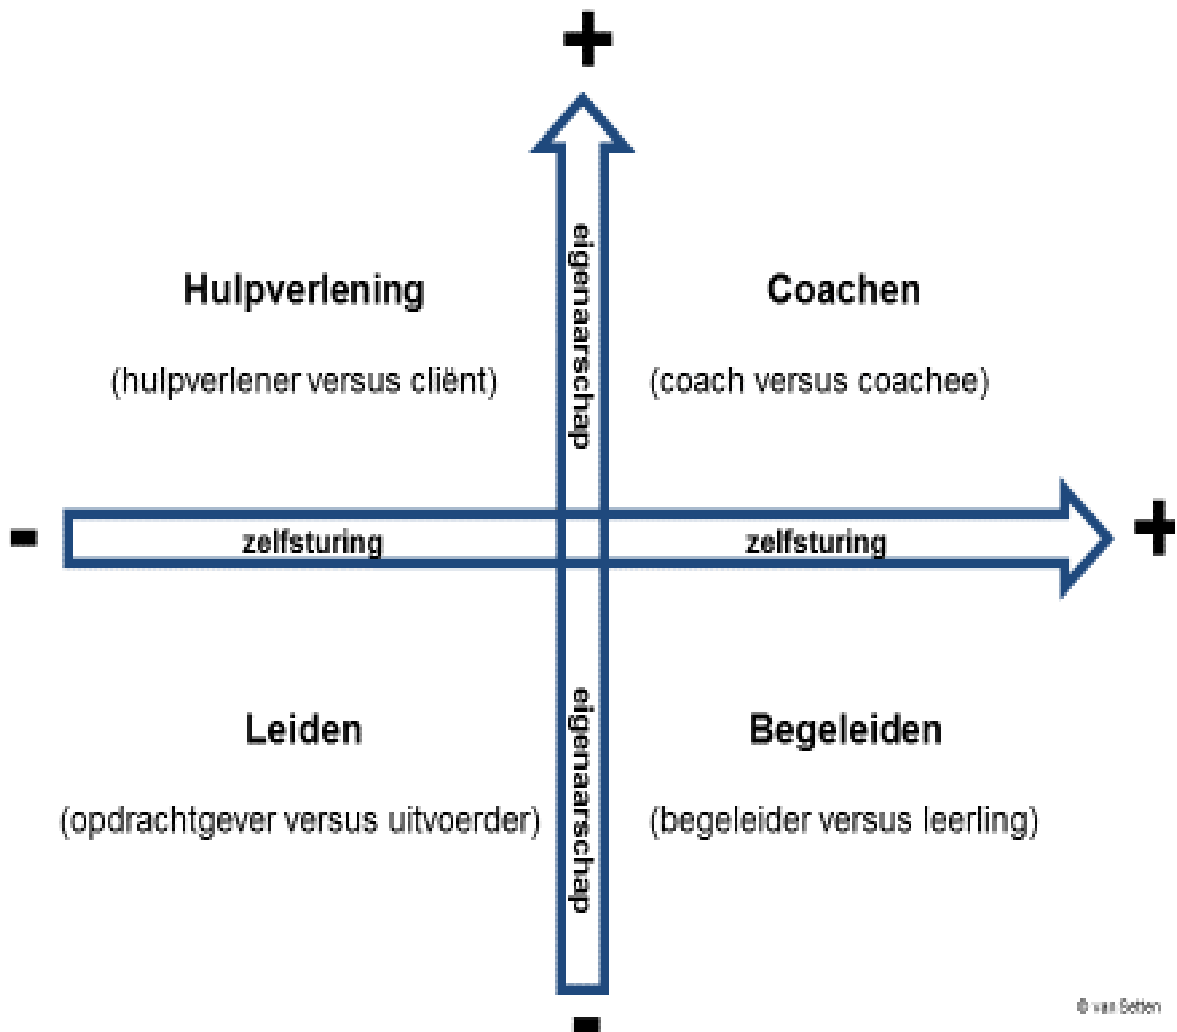 +
eigenaarschap
Hulpverlening
Coachen
(hulpverlener versus cliënt)
(coach versus coachee)
-
zelfsturing
zelfsturing
+
eigenaarschap
Leiden
Begeleiden
(opdrachtgever versus uitvoerder)
(begeleider versus leerling)
-
© van Setten